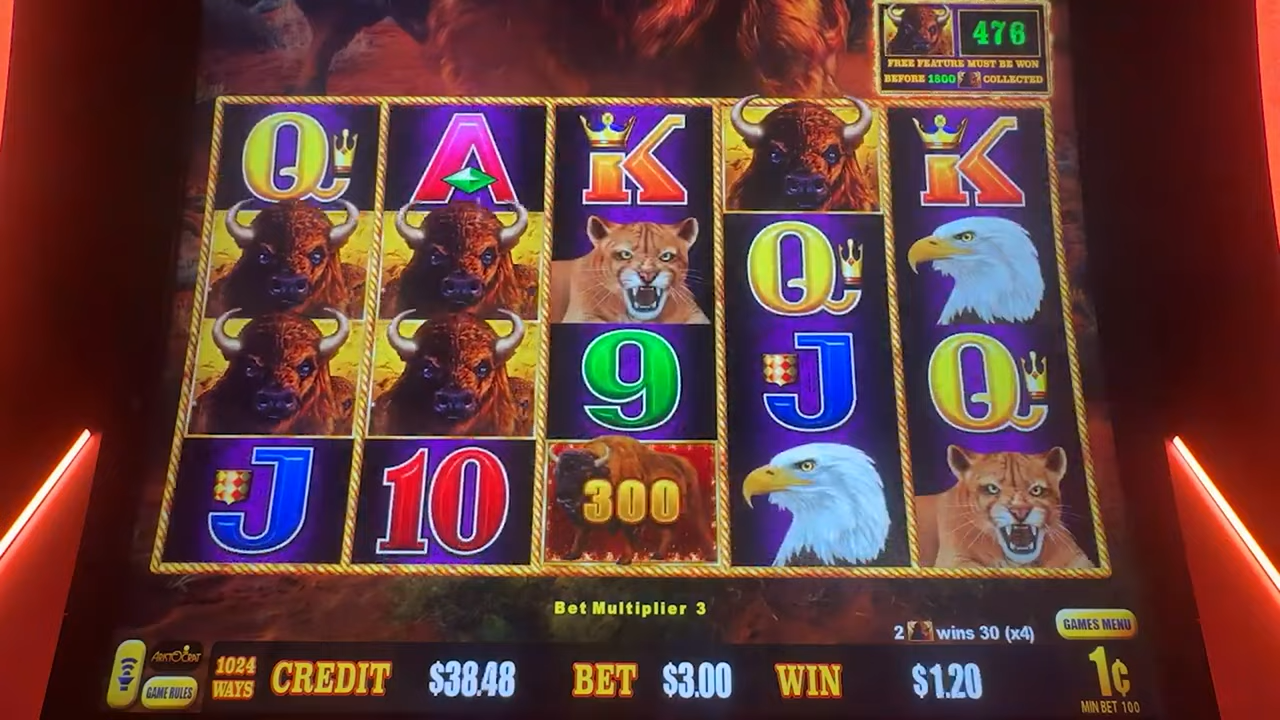 476
FREE FEATURE MUST BE WON
BEFORE 1800 COLLECTED
Q A K K
Q
9 J Q
J 10 300
Bet Multiplier 3
2 wins 30 (x4)
GAMES MENU
ARISTOCRAT
GAME RULES
1024 WAYS
CREDIT $38.48 BET $3.00 WIN $1.20
1¢
MIN BET 100